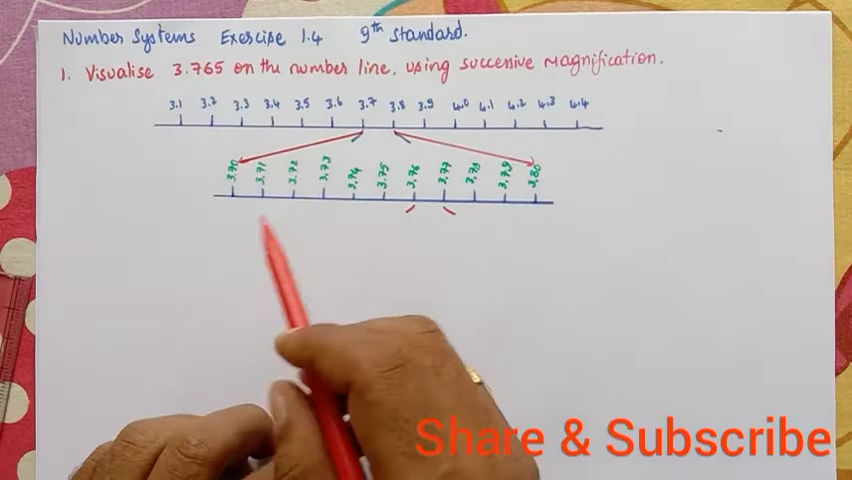 Number Systems Exercise 1.4 9th Standard.
1. Visualise 3.765 on the number line, using successive magnification.
3.1 3.2 3.3 3.4 3.5 3.6 3.7 3.8 3.9 4.0 4.1 4.2 4.3 4.4
3.70 3.71 3.72 3.73 3.74 3.75 3.76 3.77 3.78 3.79 3.80
Share & Subscribe